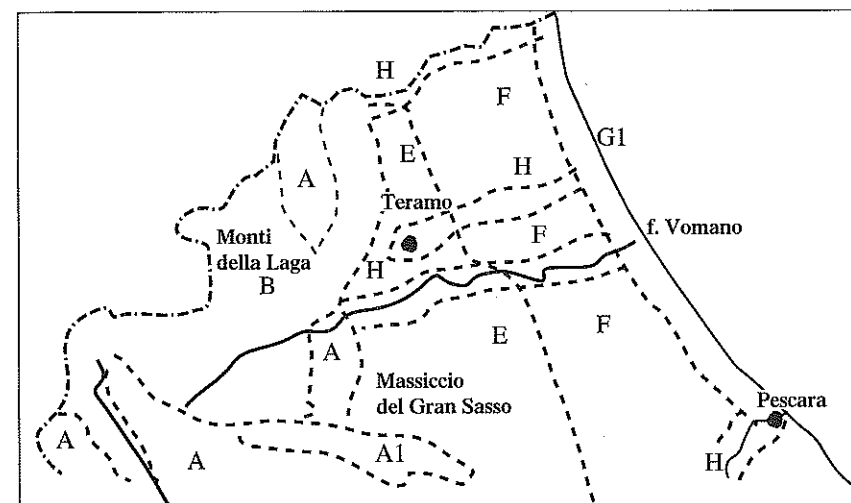 H
F
G1
E
A
H
Teramo
f. Vomano
Monti
della Laga
F
H
B
A
E
F
Massiccio
del Gran Sasso
Pescara
A
A
A1
H